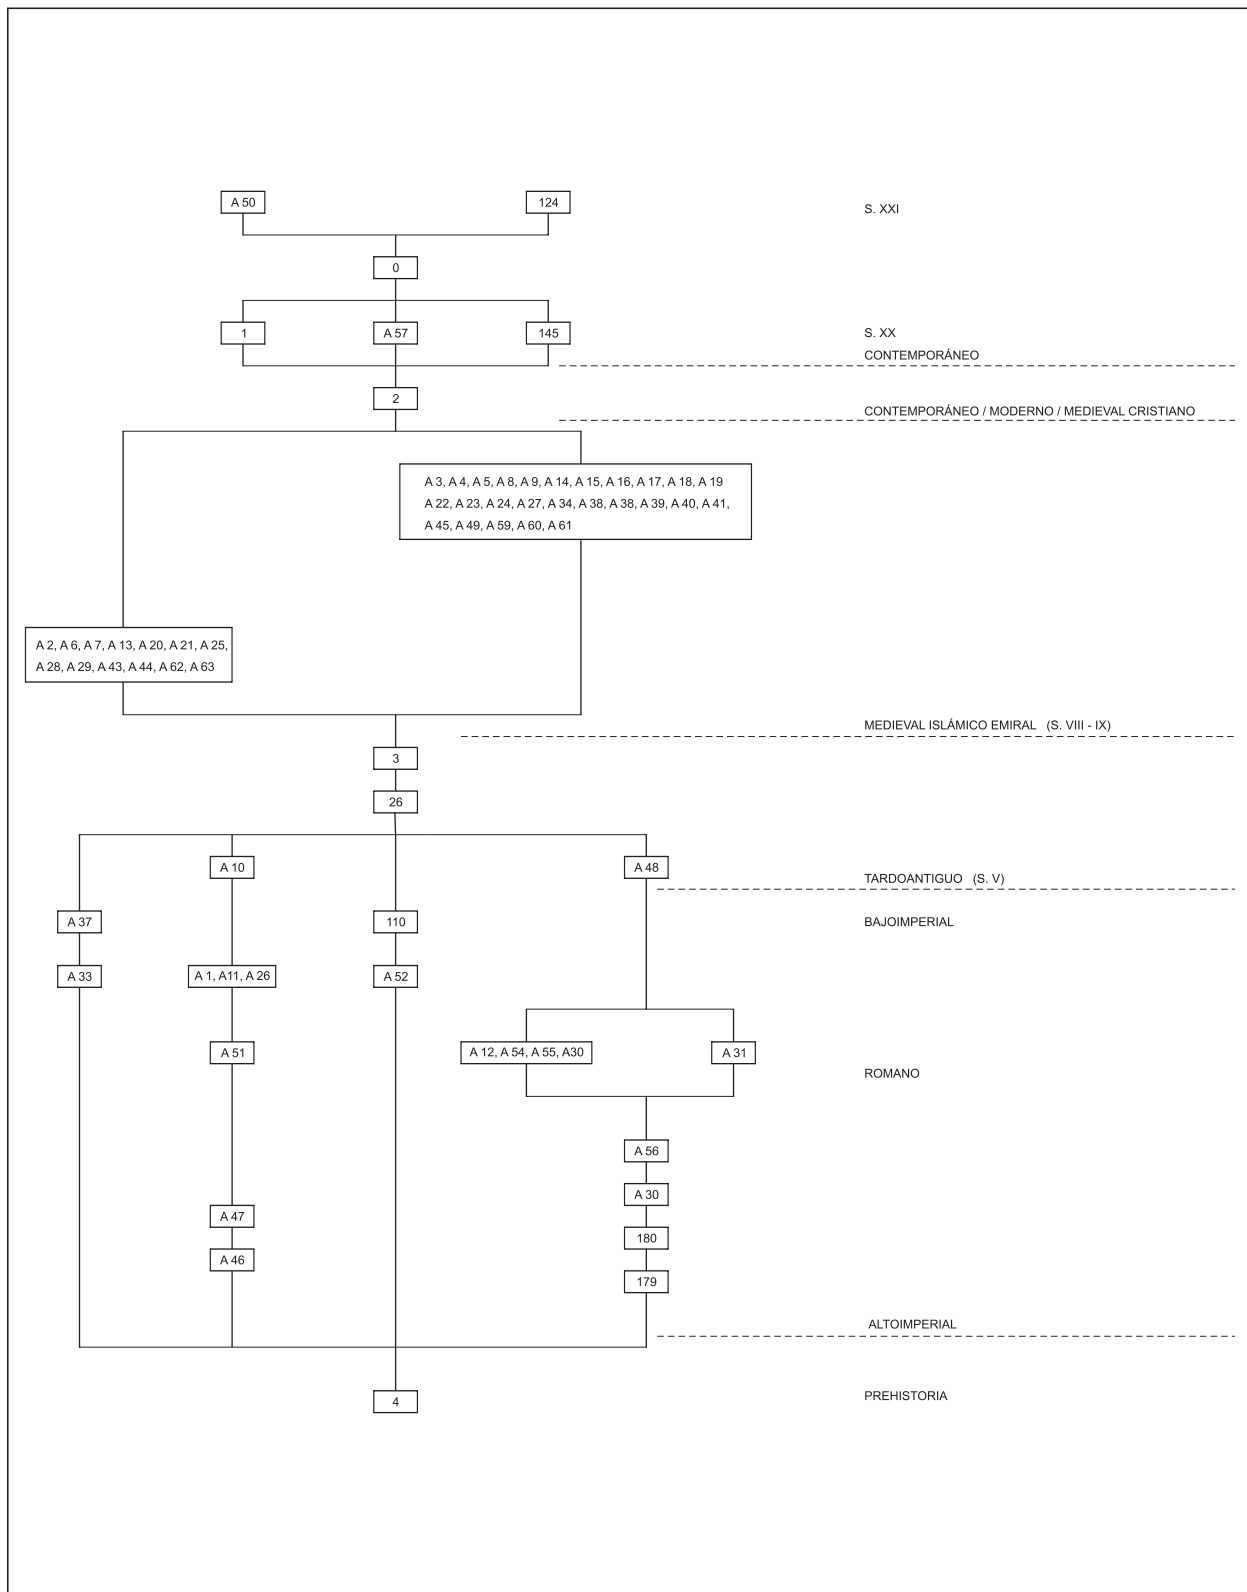 A 50
124
S. XXI
0
1
A 57
145
S. XX
CONTEMPORÁNEO
2
CONTEMPORÁNEO / MODERNO / MEDIEVAL CRISTIANO
A 3, A 4, A 5, A 8, A 9, A 14, A 15, A 16, A 17, A 18, A 19
A 22, A 23, A 24, A 27, A 34, A 38, A 38, A 39, A 40, A 41,
A 45, A 49, A 59, A 60, A 61
A 2, A 6, A 7, A 13, A 20, A 21, A 25,
A 28, A 29, A 43, A 44, A 62, A 63
MEDIEVAL ISLÁMICO EMIRAL (S. VIII - IX)
3
26
A 10
A 48
TARDOANTIGUO (S. V)
A 37
110
BAJOIMPERIAL
A 33
A 1, A11, A 26
A 52
A 51
A 12, A 54, A 55, A30
A 31
ROMANO
A 56
A 30
A 47
180
A 46
179
ALTOIMPERIAL
4
PREHISTORIA